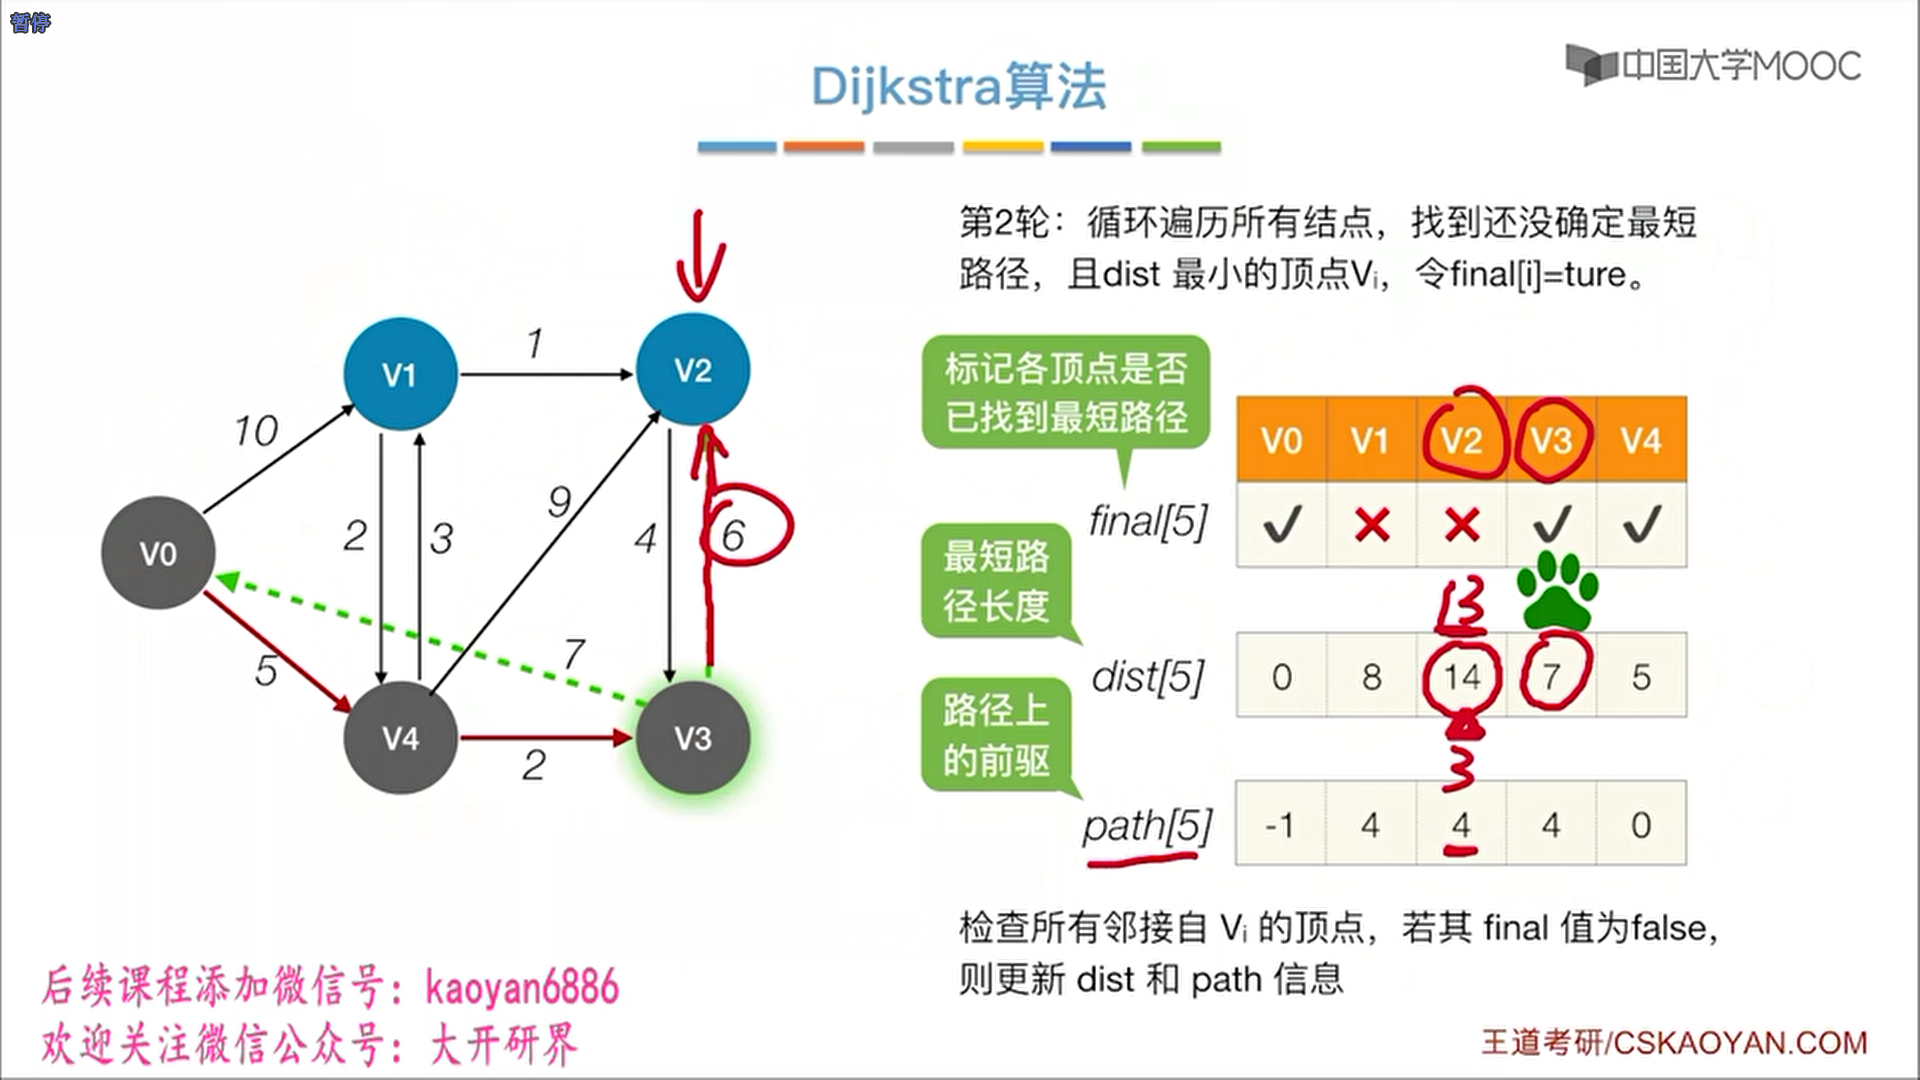 暂停
中国大学MOOC
Dijkstra算法
第2轮：循环遍历所有结点，找到还没确定最短
路径，且dist 最小的顶点Vᵢ，令final[i]=ture。
V1
1
V2
10
2
3
9
4
6
V0
5
7
V4
2
V3
标记各顶点是否
已找到最短路径
V0 V1 V2 V3 V4
final[5] ✓ ✕ ✕ ✓ ✓
最短路
径长度
13
dist[5] 0 8 14 7 5
路径上
的前驱
3
path[5] -1 4 4 4 0
检查所有邻接自 Vᵢ 的顶点，若其 final 值为false，
则更新 dist 和 path 信息
后续课程添加微信号：kaoyan6886
欢迎关注微信公众号：大开研界
王道考研/CSKAOYAN.COM